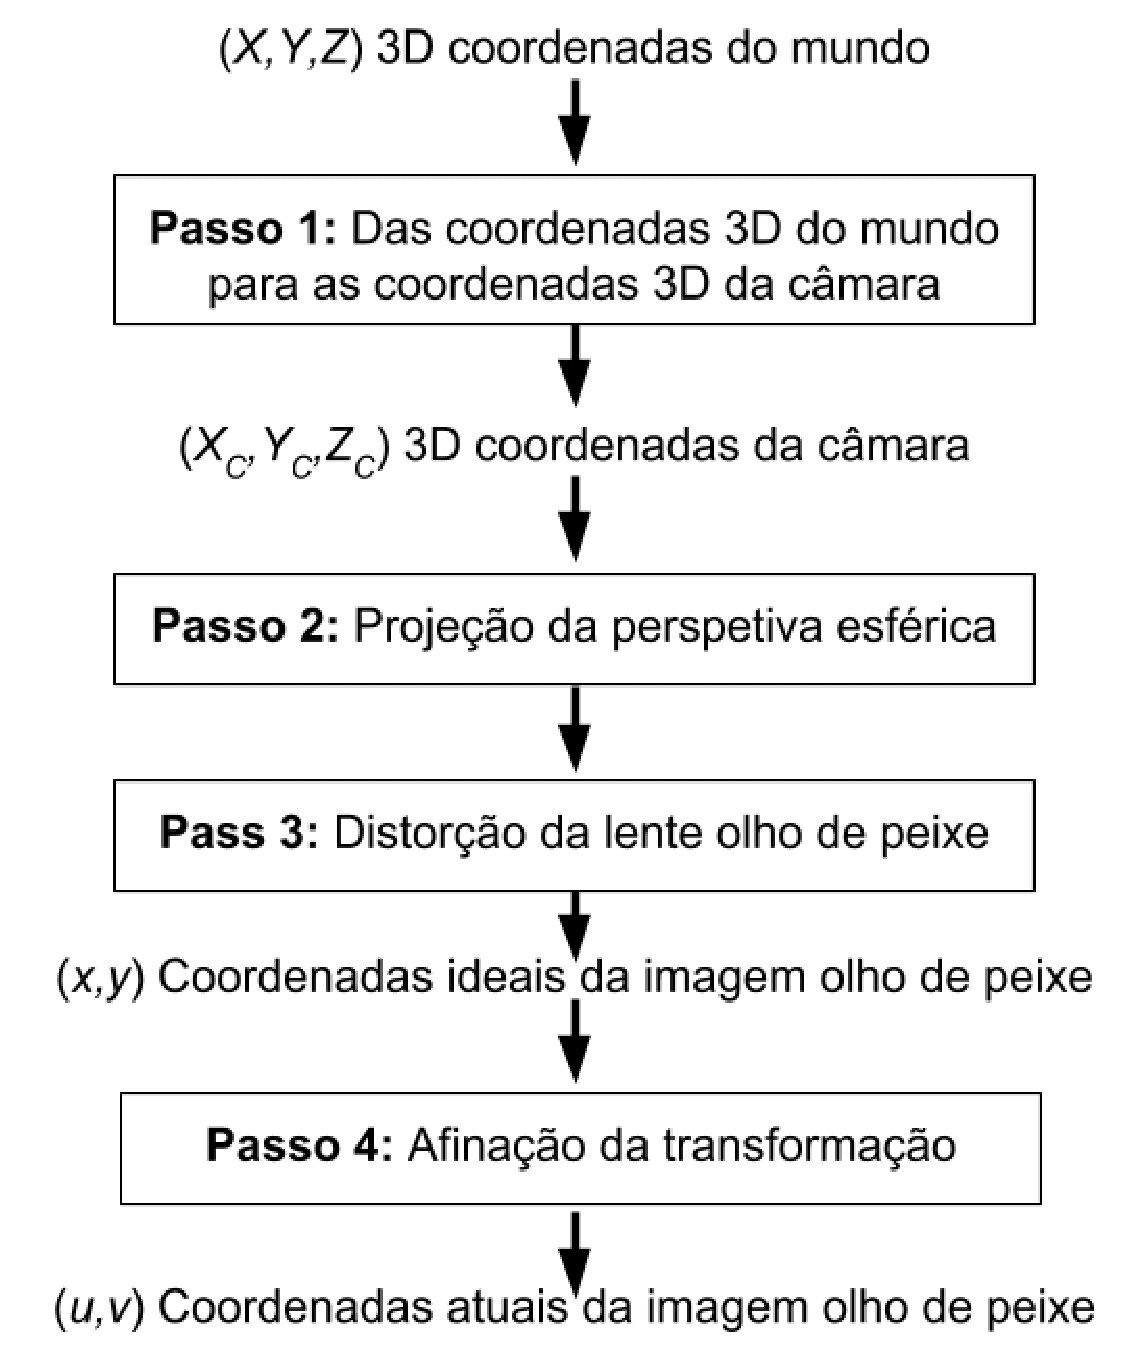 (X,Y,Z) 3D coordenadas do mundo
Passo 1: Das coordenadas 3D do mundo
para as coordenadas 3D da câmara
(X_C,Y_C,Z_C) 3D coordenadas da câmara
Passo 2: Projeção da perspetiva esférica
Pass 3: Distorção da lente olho de peixe
(x,y) Coordenadas ideais da imagem olho de peixe
Passo 4: Afinação da transformação
(u,v) Coordenadas atuais da imagem olho de peixe